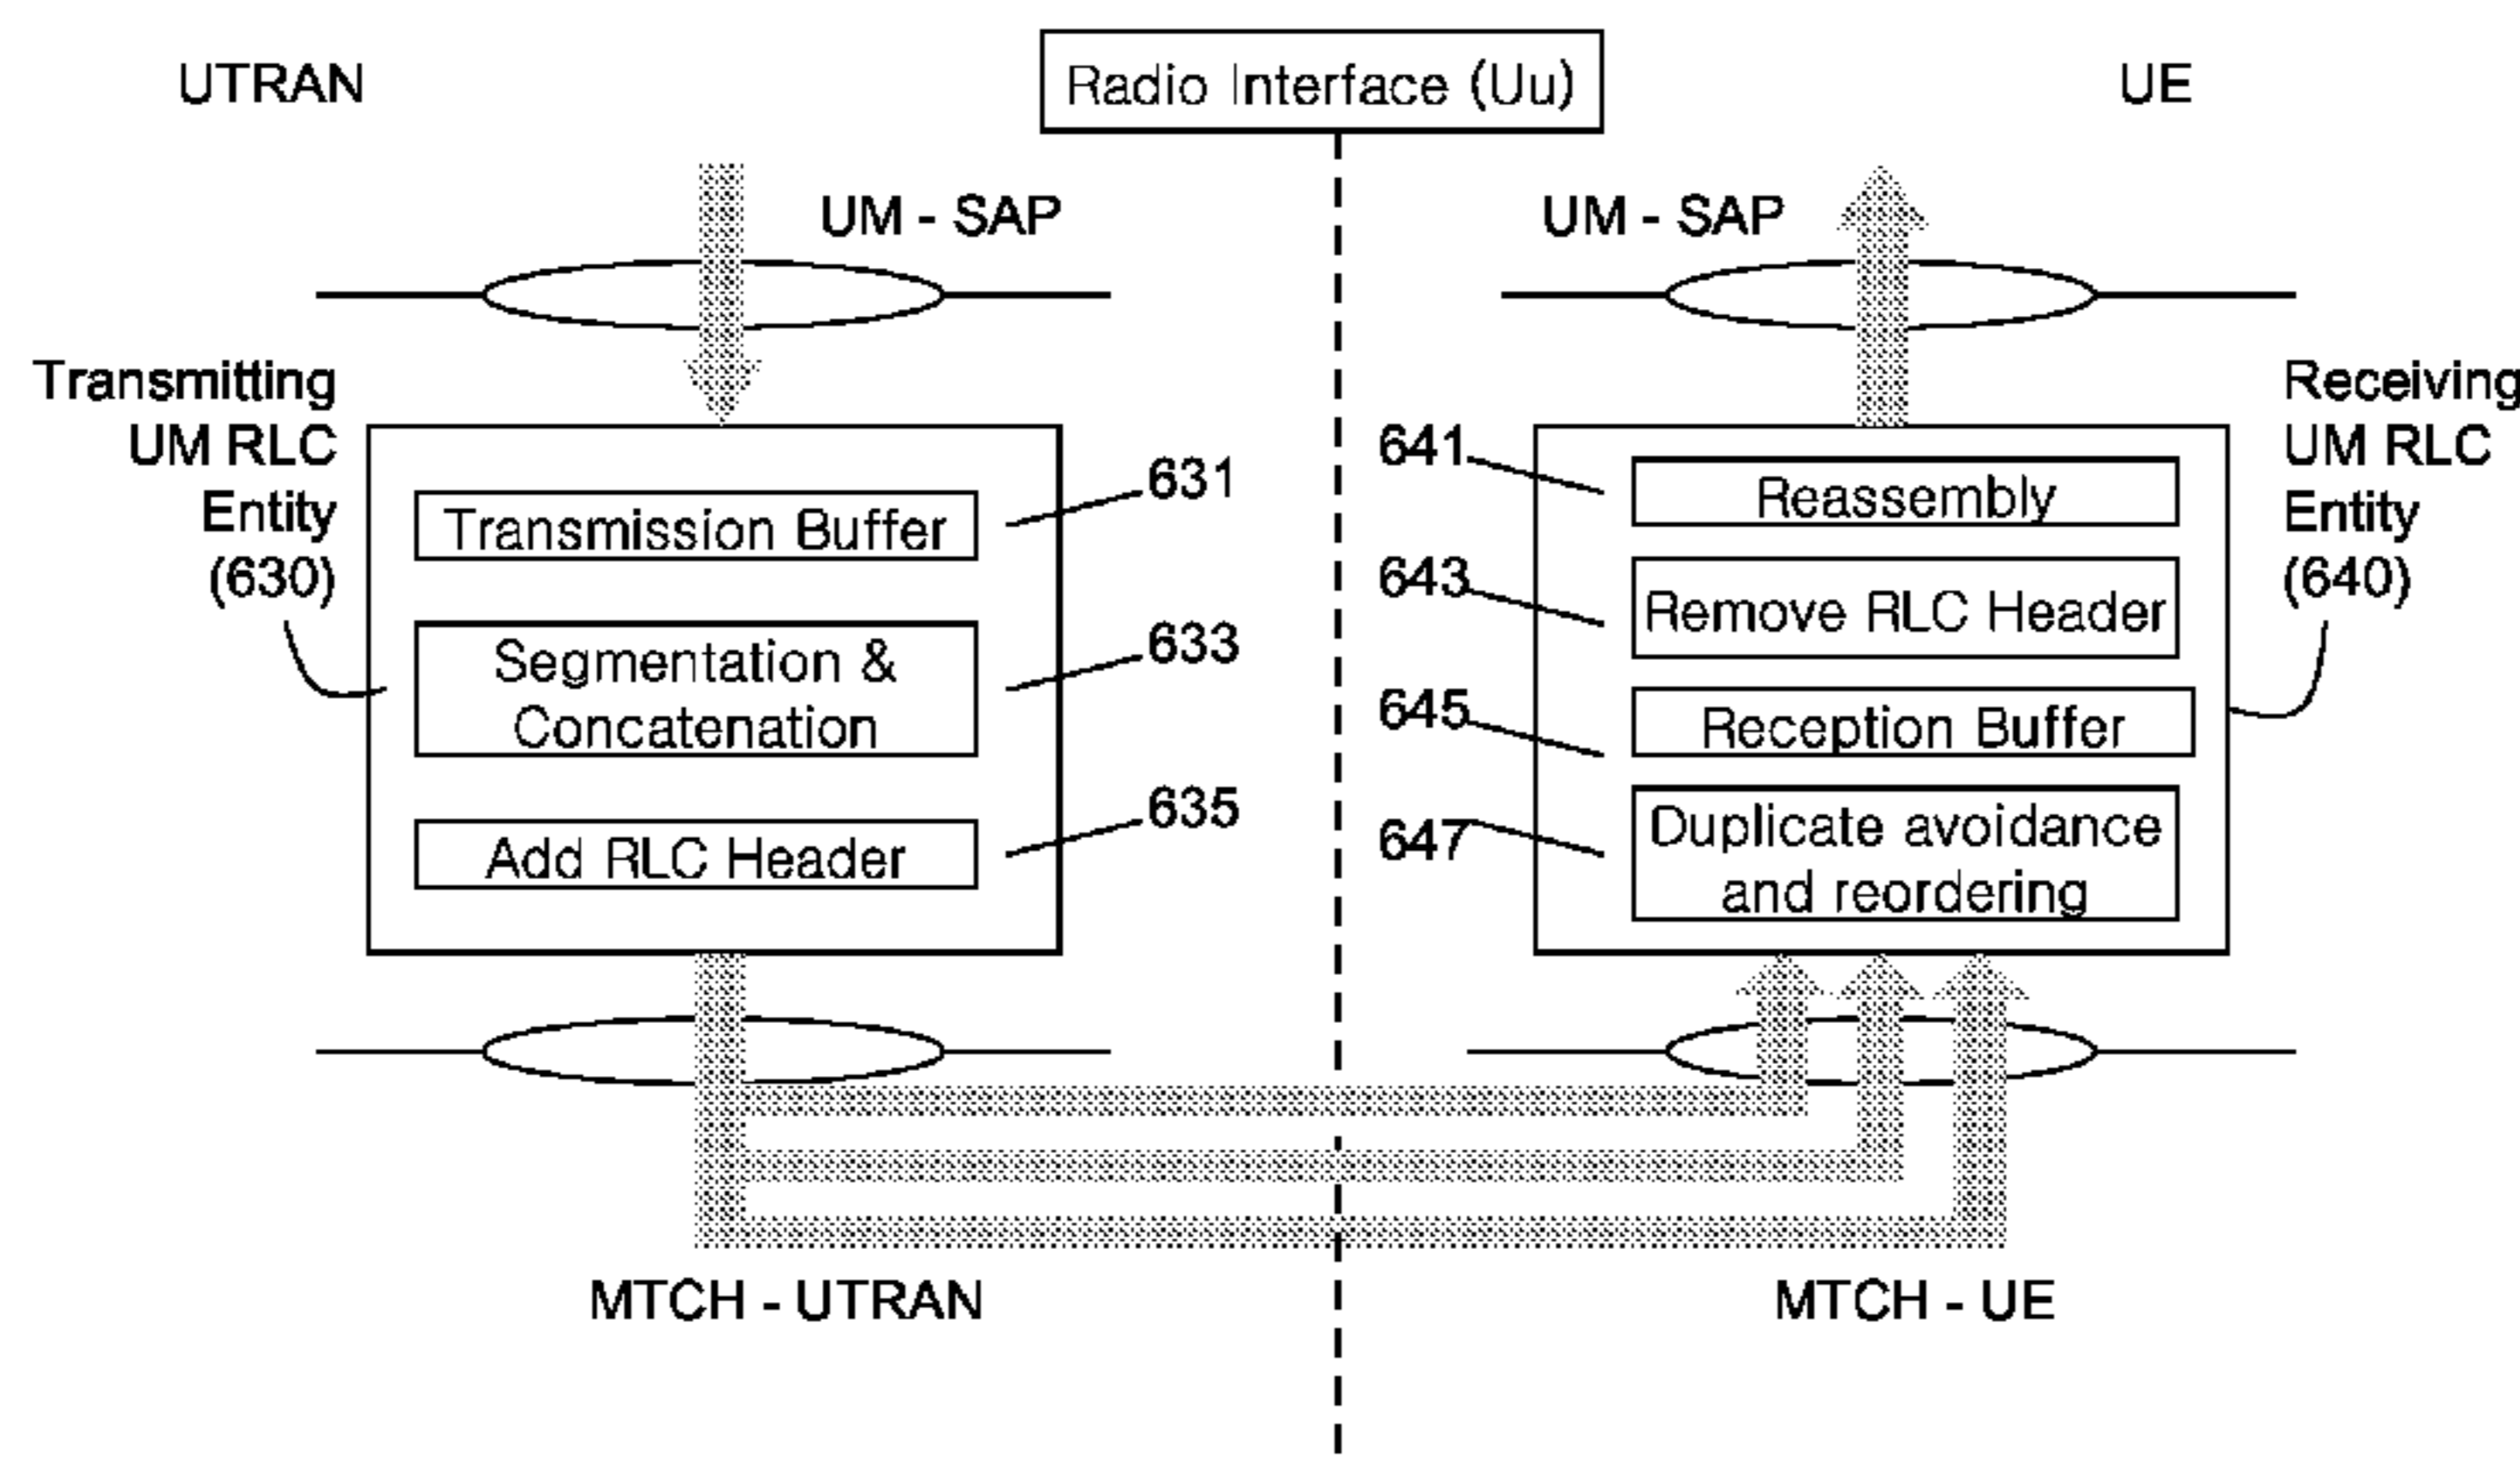 UTRAN
Radio Interface (Uu)
UE
UM - SAP
UM - SAP
Transmitting
UM RLC
Entity
(630)
Transmission Buffer
631
Segmentation &
Concatenation
633
Add RLC Header
635
641
Reassembly
643
Remove RLC Header
645
Reception Buffer
647
Duplicate avoidance
and reordering
Receiving
UM RLC
Entity
(640)
MTCH - UTRAN
MTCH - UE